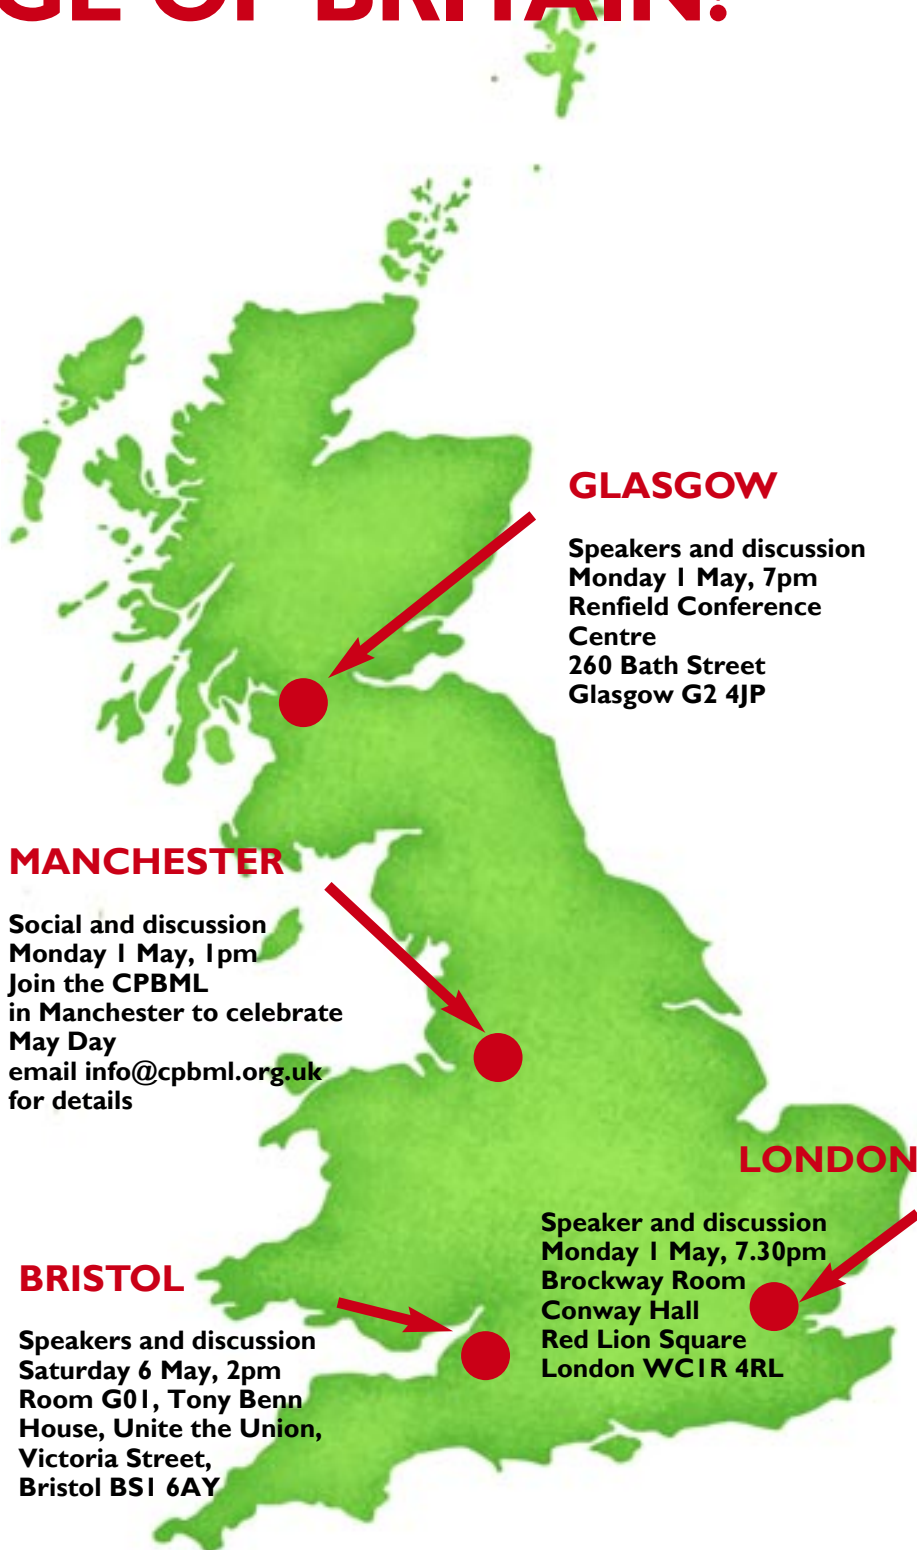 GE OF BRITAIN!
GLASGOW
Speakers and discussion
Monday 1 May, 7pm
Renfield Conference
Centre
260 Bath Street
Glasgow G2 4JP
MANCHESTER
Social and discussion
Monday 1 May, 1pm
Join the CPBML
in Manchester to celebrate
May Day
email info@cpbml.org.uk
for details
LONDON
Speaker and discussion
Monday 1 May, 7.30pm
Brockway Room
Conway Hall
Red Lion Square
London WC1R 4RL
BRISTOL
Speakers and discussion
Saturday 6 May, 2pm
Room G01, Tony Benn
House, Unite the Union,
Victoria Street,
Bristol BS1 6AY